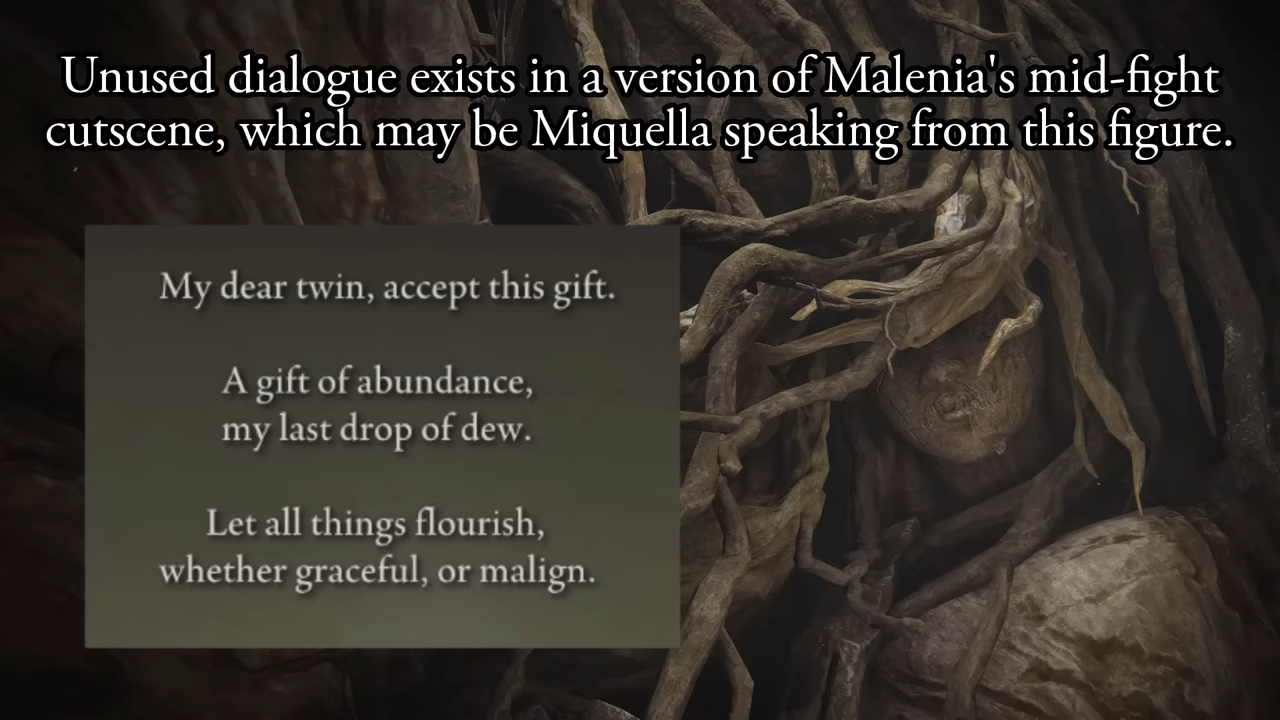 Unused dialogue exists in a version of Malenia's mid-fight
cutscene, which may be Miquella speaking from this figure.
My dear twin, accept this gift.
A gift of abundance,
my last drop of dew.
Let all things flourish,
whether graceful, or malign.